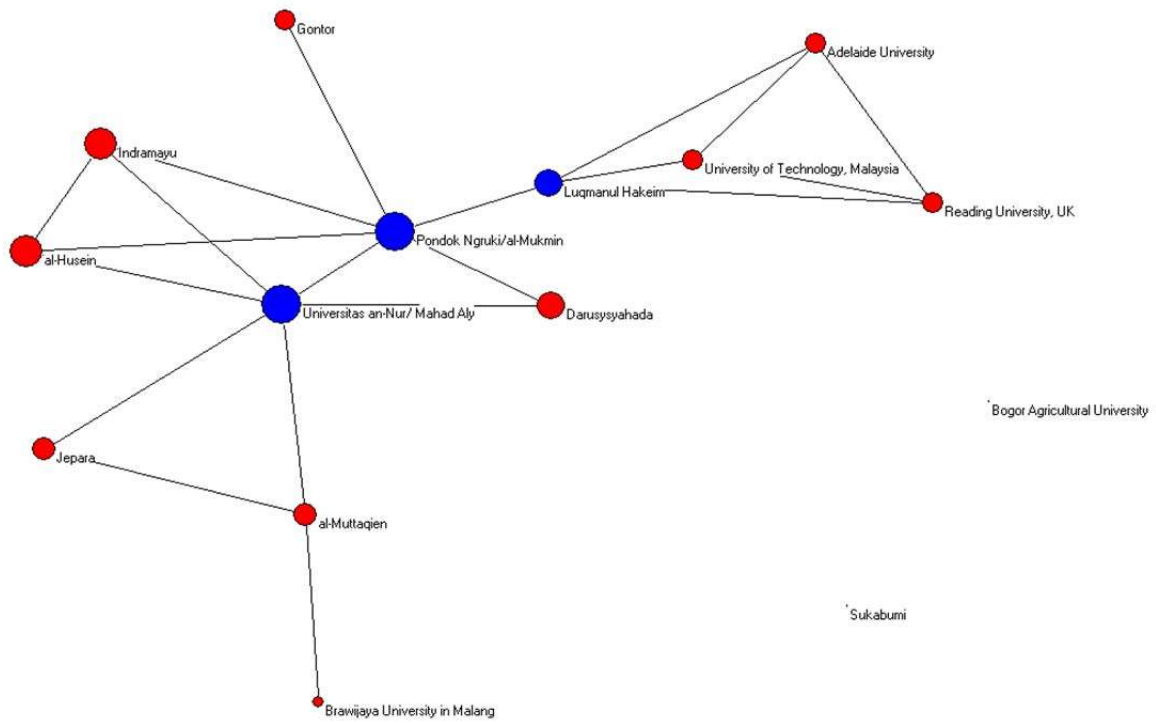 Gontor
Adelaide University
Indramayu
University of Technology, Malaysia
Luqmanul Hakeim
Reading University, UK
Pondok Ngruki/al-Mukmin
al-Husein
Universitas an-Nur/ Mahad Aly
Darusysyahada
Bogor Agricultural University
Jepara
al-Muttaqien
Sukabumi
Brawijaya University in Malang